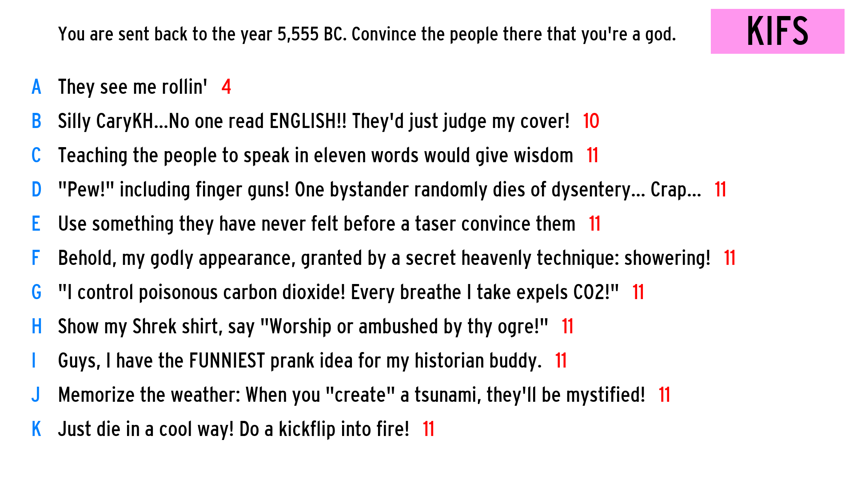 You are sent back to the year 5,555 BC. Convince the people there that you're a god.
KIFS
A They see me rollin' 4
B Silly CaryKH...No one read ENGLISH!! They'd just judge my cover! 10
C Teaching the people to speak in eleven words would give wisdom 11
D "Pew!" including finger guns! One bystander randomly dies of dysentery... Crap... 11
E Use something they have never felt before a taser convince them 11
F Behold, my godly appearance, granted by a secret heavenly technique: showering! 11
G "I control poisonous carbon dioxide! Every breathe I take expels CO2!" 11
H Show my Shrek shirt, say "Worship or ambushed by thy ogre!" 11
I Guys, I have the FUNNIEST prank idea for my historian buddy. 11
J Memorize the weather: When you "create" a tsunami, they'll be mystified! 11
K Just die in a cool way! Do a kickflip into fire! 11